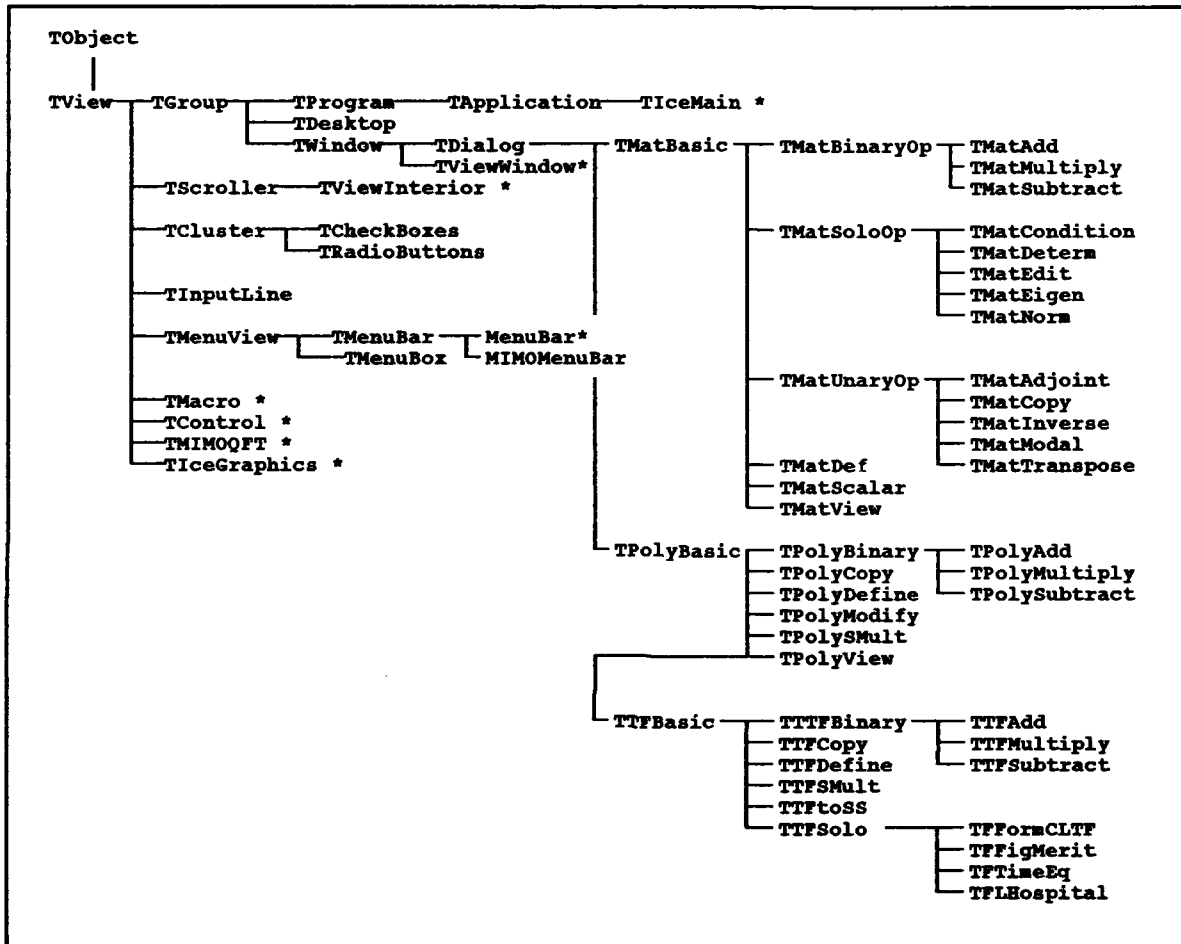 TObject
TView TGroup TProgram TApplication TIceMain *
TDesktop
TWindow TDialog TMatBasic TMatBinaryOp TMatAdd
TViewWindow* TMatMultiply
TScroller TViewInterior * TMatSubtract
TCluster TCheckBoxes TMatSoloOp TMatCondition
TRadioButtons TMatDeterm
TMatEdit
TInputLine TMatEigen
TMatNorm
TMenuView TMenuBar MenuBar*
TMenuBox MIMOMenuBar
TMatUnaryOp TMatAdjoint
TMacro * TMatCopy
TControl * TMatInverse
TMIMOQFT * TMatModal
TIceGraphics * TMatDef TMatTranspose
TMatScalar
TMatView
TPolyBasic TPolyBinary TPolyAdd
TPolyCopy TPolyMultiply
TPolyDefine TPolySubtract
TPolyModify
TPolySMult
TPolyView
TTFBasic TTTFBinary TTFAdd
TTFCopy TTFMultiply
TTFDefine TTFSubtract
TTFSMult
TTFtoSS
TTFSolo TFFormCLTF
TFFigMerit
TFTimeEq
TFLHospital